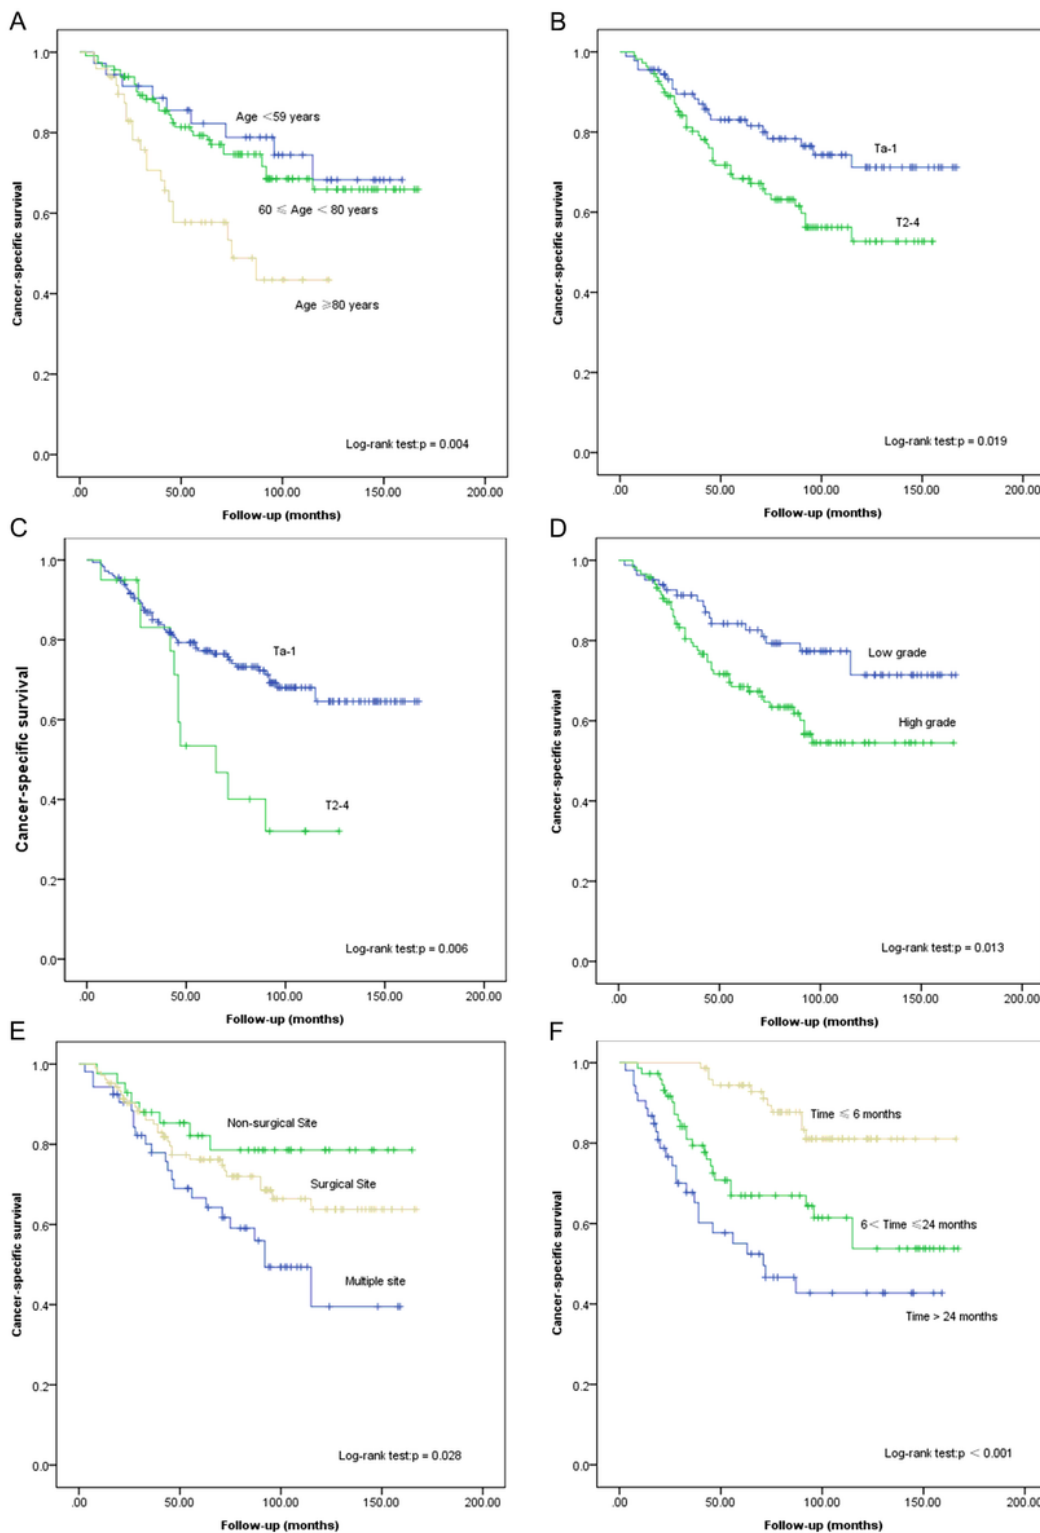 A
B
1.0
0.8
0.6
0.4
0.2
0.0
Cancer-specific survival
Age <59 years
60 ≤ Age < 80 years
Age ≥80 years
Log-rank test:p = 0.004
.00 50.00 100.00 150.00 200.00
Follow-up (months)
1.0
0.8
0.6
0.4
0.2
0.0
Cancer-specific survival
Ta-1
T2-4
Log-rank test:p = 0.019
.00 50.00 100.00 150.00 200.00
Follow-up (months)
C
D
1.0
0.8
0.6
0.4
0.2
0.0
Cancer-specific survival
Ta-1
T2-4
Log-rank test:p = 0.006
.00 50.00 100.00 150.00 200.00
Follow-up (months)
1.0
0.8
0.6
0.4
0.2
0.0
Cancer-specific survival
Low grade
High grade
Log-rank test:p = 0.013
.00 50.00 100.00 150.00 200.00
Follow-up (months)
E
F
1.0
0.8
0.6
0.4
0.2
0.0
Cancer-specific survival
Non-surgical Site
Surgical Site
Multiple site
Log-rank test:p = 0.028
.00 50.00 100.00 150.00 200.00
Follow-up (months)
1.0
0.8
0.6
0.4
0.2
0.0
Cancer-specific survival
Time ≤ 6 months
6 < Time ≤24 months
Time > 24 months
Log-rank test:p < 0.001
.00 50.00 100.00 150.00 200.00
Follow-up (months)